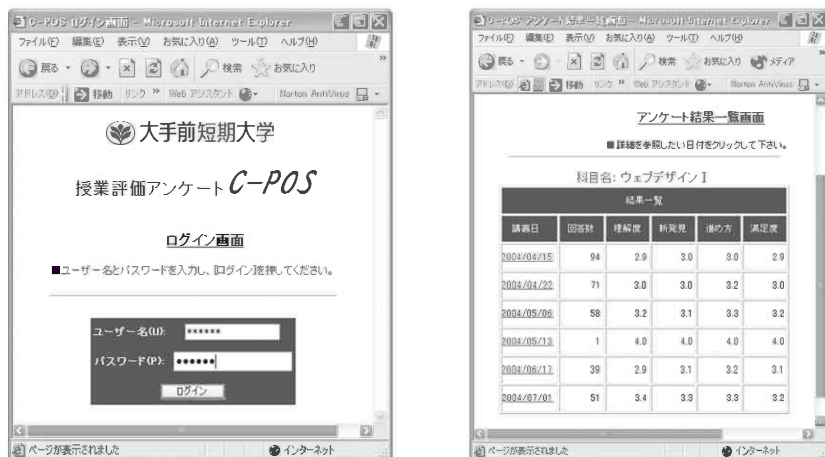 C-POS ログイン画面 - Microsoft Internet Explorer
ファイル(F) 編集(E) 表示(V) お気に入り(A) ツール(T) ヘルプ(H)
戻る 検索 お気に入り
アドレス(D) 移動 リンク » Web アシスタント Norton AntiVirus
大手前短期大学
授業評価アンケート C-POS
ログイン画面
■ユーザー名とパスワードを入力し、[ログイン]を押してください。
ユーザー名(U): ******
パスワード(P): ●●●●●●
ログイン
ページが表示されました インターネット
C-POS アンケート結果一覧画面 - Microsoft Internet Explorer
ファイル(F) 編集(E) 表示(V) お気に入り(A) ツール(T) ヘルプ(H)
戻る 検索 お気に入り メディア
アドレス(D) 移動 リンク » Web アシスタント Norton AntiVirus
アンケート結果一覧画面
■詳細を参照したい日付をクリックして下さい。
科目名: ウェブデザイン I
結果一覧
講義日 回答数 理解度 新発見 進め方 満足度
2004/04/15 94 2.9 3.0 3.0 2.9
2004/04/22 71 3.0 3.0 3.2 3.0
2004/05/06 58 3.2 3.1 3.3 3.2
2004/05/13 1 4.0 4.0 4.0 4.0
2004/06/17 39 2.9 3.1 3.2 3.1
2004/07/01 51 3.4 3.3 3.3 3.2
ページが表示されました インターネット